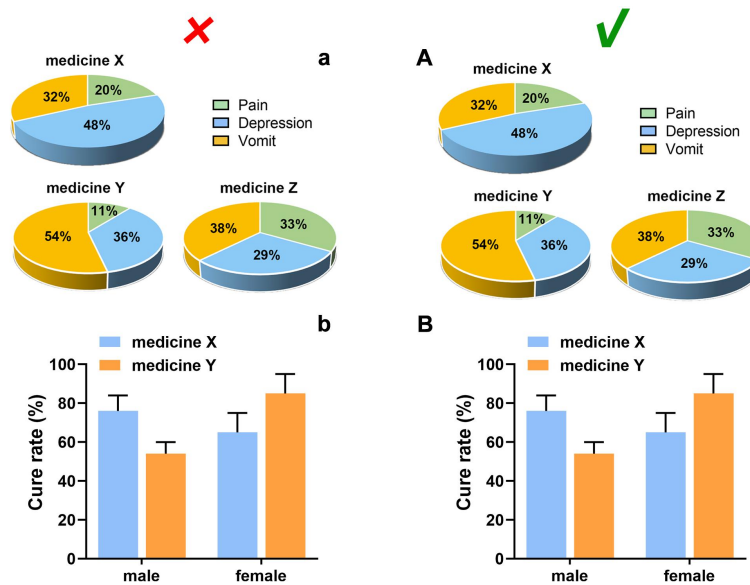 a
medicine X
32%
20%
48%
Pain
Depression
Vomit
medicine Y
11%
54%
36%
medicine Z
38%
33%
29%
b
medicine X
medicine Y
Cure rate (%)
100
80
60
40
20
0
male
female
A
medicine X
32%
20%
48%
Pain
Depression
Vomit
medicine Y
11%
54%
36%
medicine Z
38%
33%
29%
B
medicine X
medicine Y
Cure rate (%)
100
80
60
40
20
0
male
female